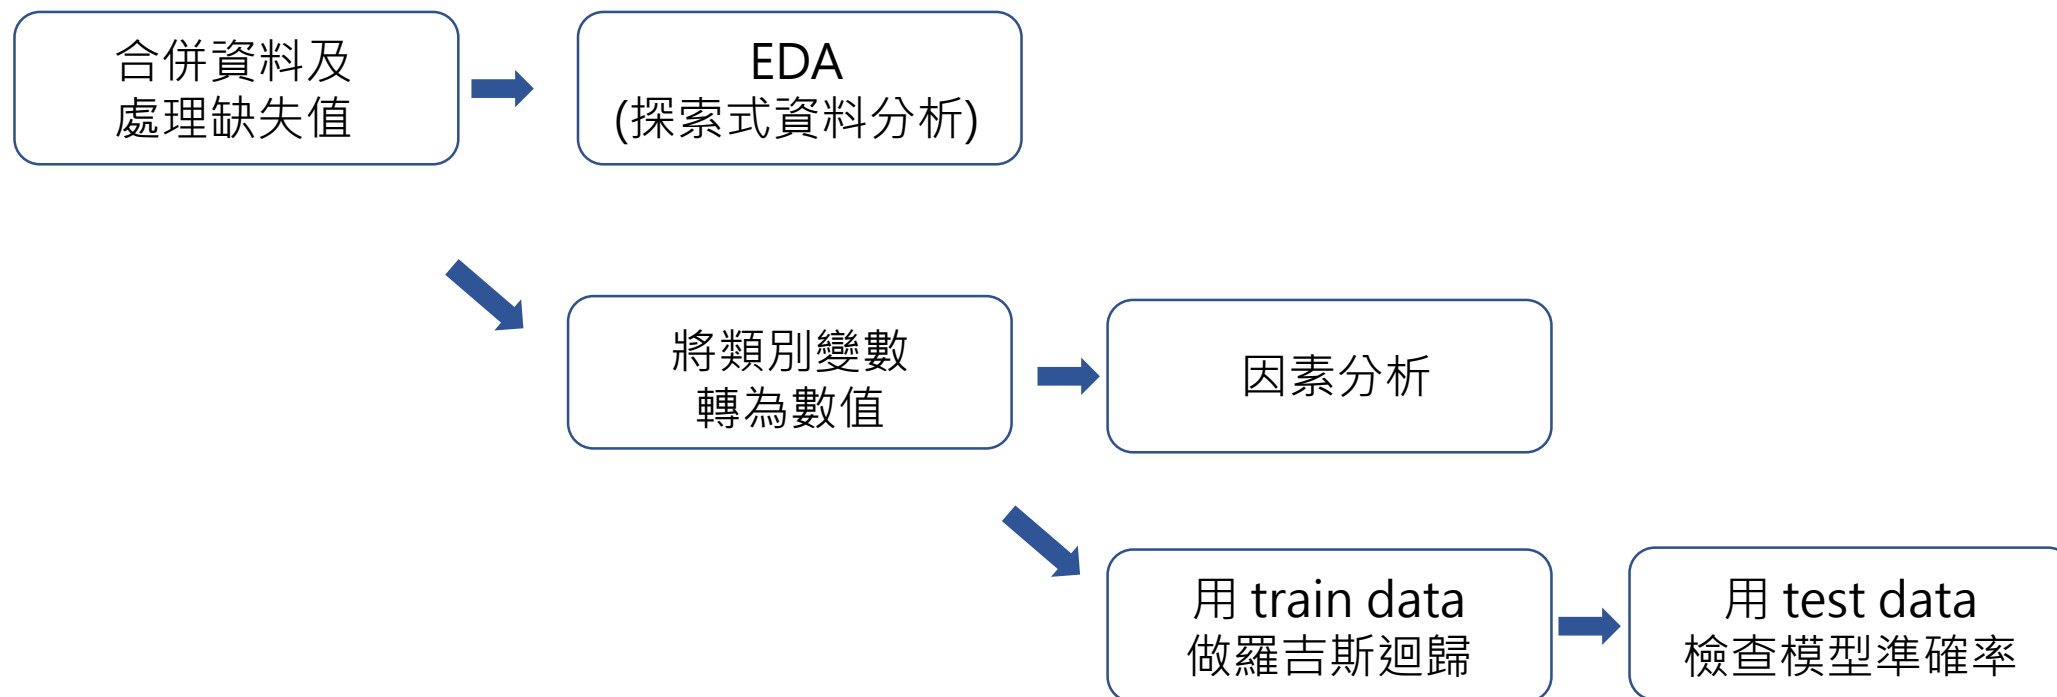 合併資料及
處理缺失值
EDA
(探索式資料分析)
將類別變數
轉為數值
因素分析
用 train data
做羅吉斯迴歸
用 test data
檢查模型準確率